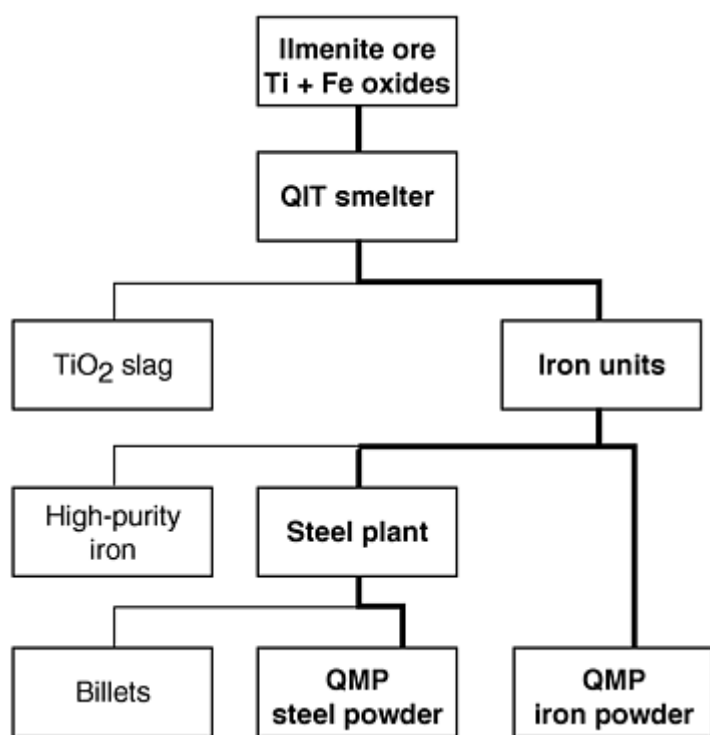 Ilmenite ore
Ti + Fe oxides
QIT smelter
TiO2 slag
Iron units
High-purity
iron
Steel plant
Billets
QMP
steel powder
QMP
iron powder